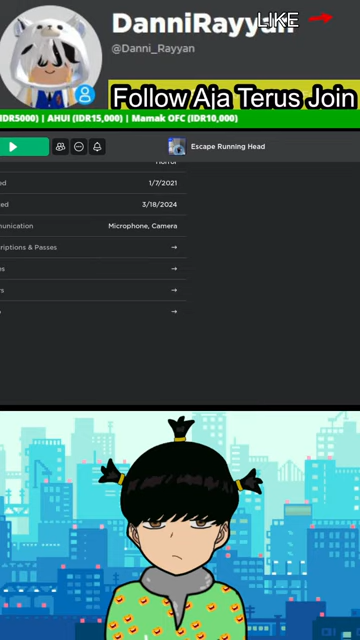 DanniRayyan
LIKE
@Danni_Rayyan
Follow Aja Terus Join
IDR5000) | AHUI (IDR15,000) | Mamak OFC (IDR10,000)
Escape Running Head
Horror
ed 1/7/2021
ed 3/18/2024
unication Microphone, Camera
riptions & Passes
s